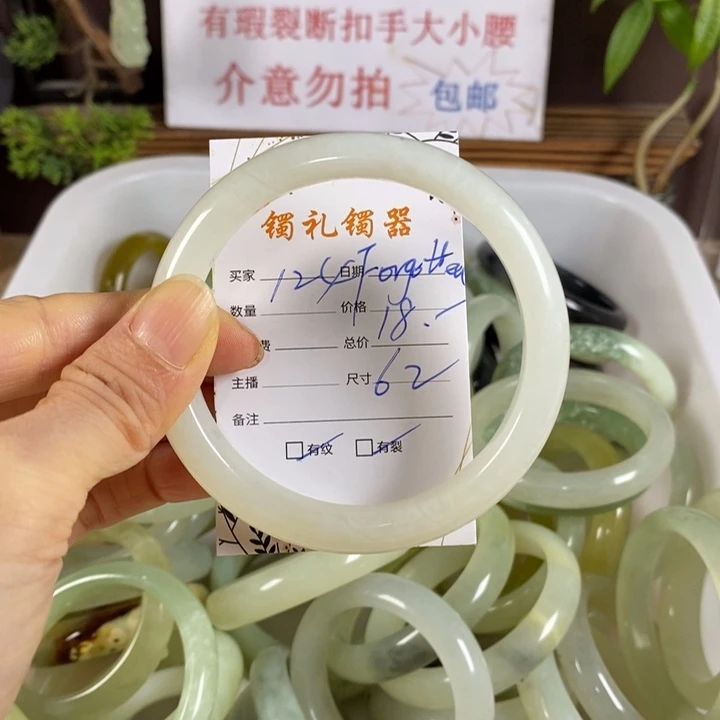 有瑕裂断扣手大小腰
介意勿拍 包邮
镯礼镯器
买家 124 日期
数量 价格 18.-
费 总价
主播 尺寸 62
备注
有纹 有裂